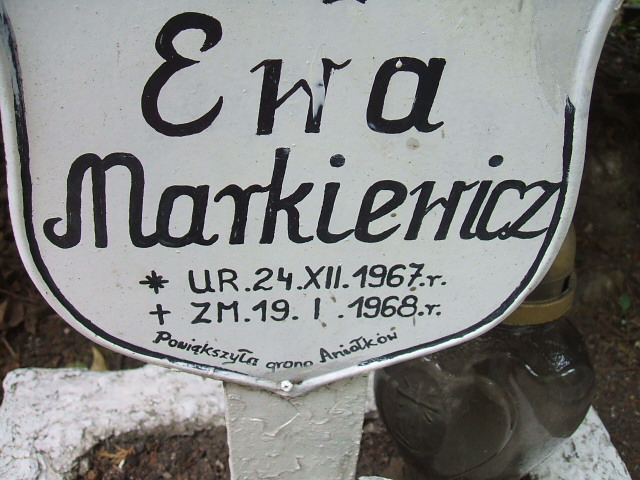 Ewa
Markiewicz
* UR. 24. XII. 1967.r.
+ ZM. 19. I. 1968.r.
Powiększyła grono Aniołków